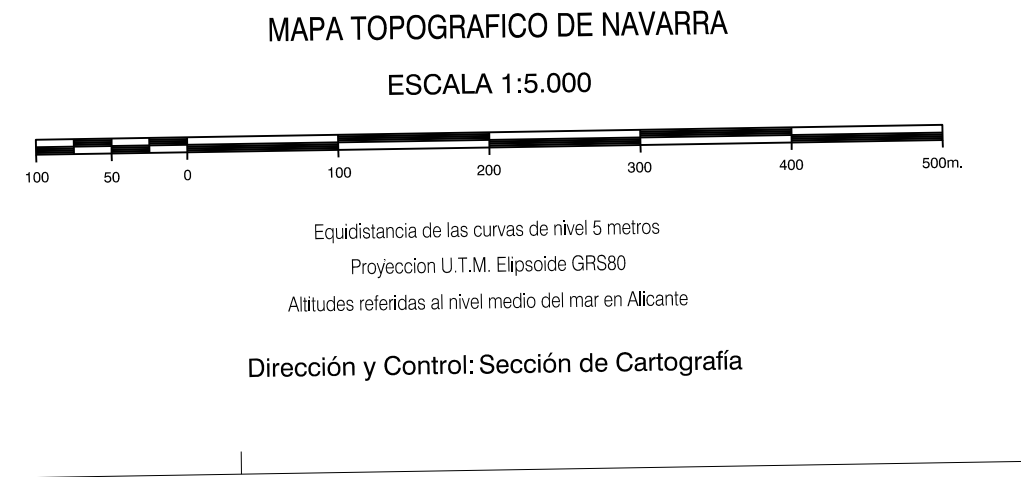 MAPA TOPOGRAFICO DE NAVARRA
ESCALA 1:5.000
100 50 0 100 200 300 400 500m.
Equidistancia de las curvas de nivel 5 metros
Proyeccion U.T.M. Elipsoide GRS80
Altitudes referidas al nivel medio del mar en Alicante
Dirección y Control: Sección de Cartografía